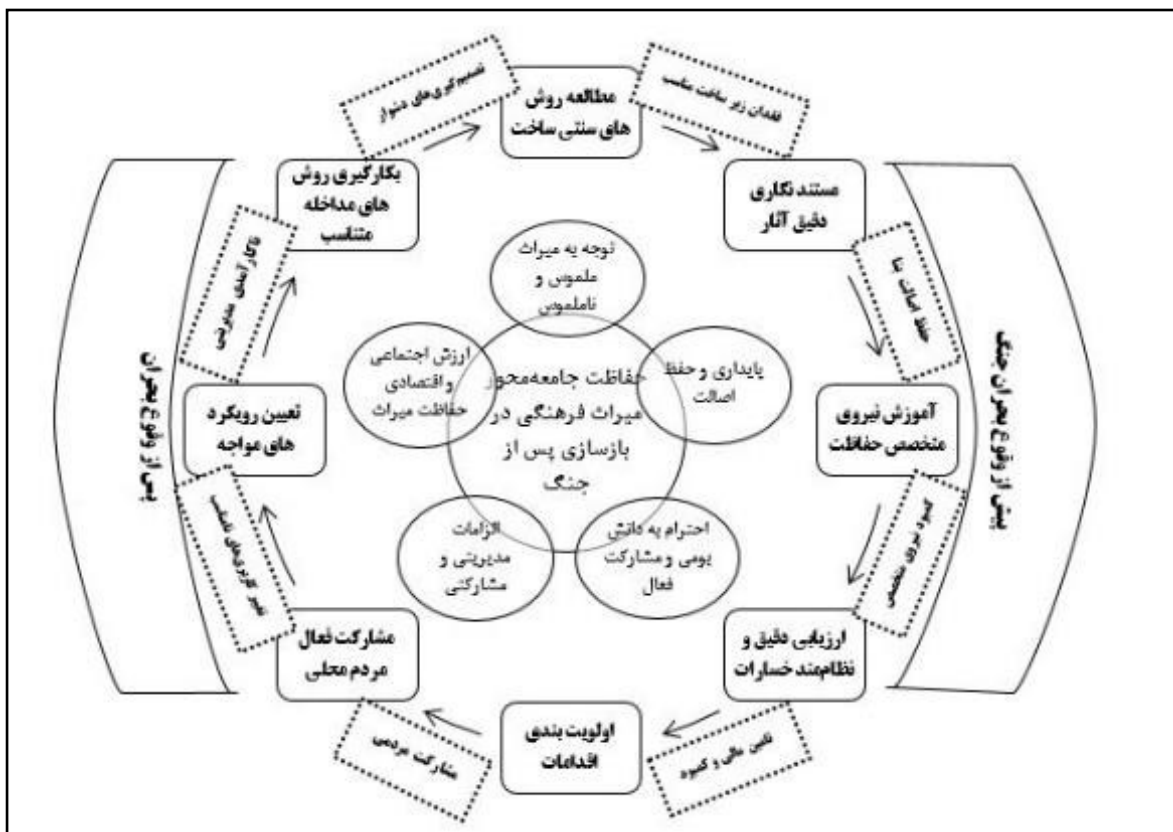 تصمیم‌گیری‌های دشوار
مطالعه روش
های سنتی ساخت
فقدان زیر ساخت مناسب
مستند نگاری
دقیق آثار
حفظ اصالت بنا
آموزش نیروی
متخصص حفاظت
کمبود نیروی متخصص
ارزیابی دقیق و
نظام‌مند خسارات
تامین مالی و کمبود
اولویت بندی
اقدامات
مشارکت مردمی
مشارکت فعال
مردم محلی
تغییر کاربری‌های نامناسب
تعیین رویکرد
های مواجه
ناکارآمدی مدیریتی
بکارگیری روش
های مداخله
متناسب
پیش از وقوع بحران جنگ
پس از وقوع بحران
توجه به میراث
ملموس و
ناملموس
پایداری و حفظ
اصالت
احترام به دانش
بومی و مشارکت
فعال
الزامات
مدیریتی و
مشارکتی
ارزش اجتماعی
و اقتصادی
حفاظت میراث
حفاظت جامعه‌محور
میراث فرهنگی در
بازسازی پس از
جنگ